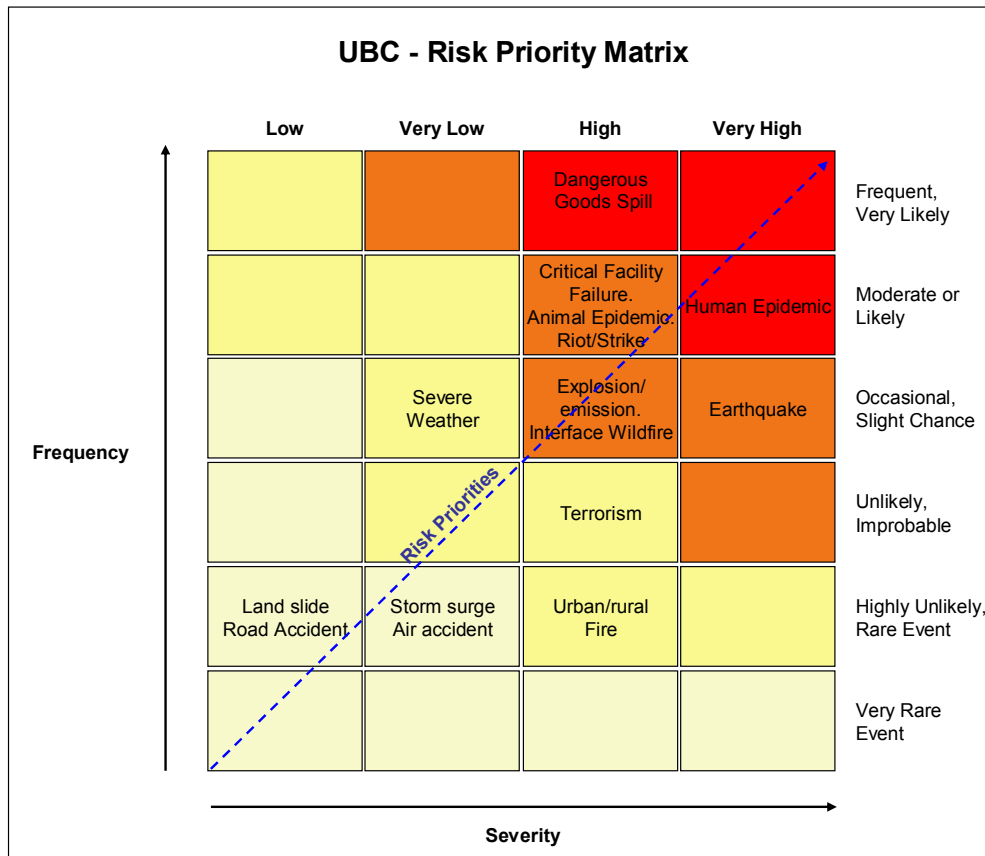 UBC - Risk Priority Matrix
Low
Very Low
High
Very High
Dangerous
Goods Spill
Frequent,
Very Likely
Critical Facility
Failure.
Animal Epidemic.
Riot/Strike
Human Epidemic
Moderate or
Likely
Severe
Weather
Explosion/
emission.
Interface Wildfire
Earthquake
Occasional,
Slight Chance
Frequency
Risk Priorities
Terrorism
Unlikely,
Improbable
Land slide
Road Accident
Storm surge
Air accident
Urban/rural
Fire
Highly Unlikely,
Rare Event
Very Rare
Event
Severity